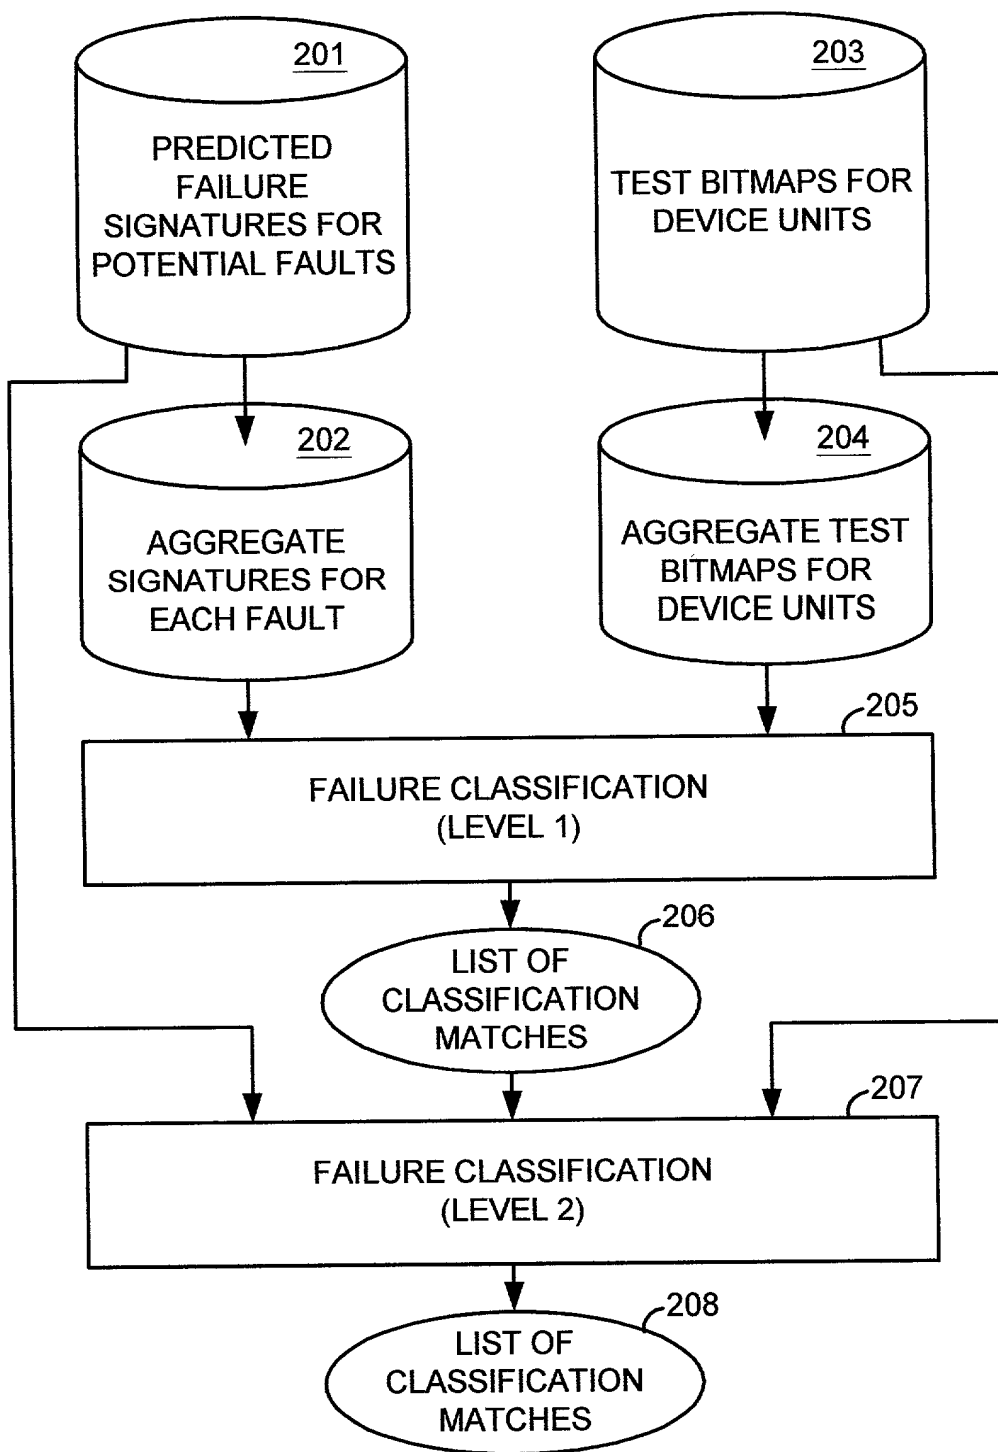 201
PREDICTED
FAILURE
SIGNATURES FOR
POTENTIAL FAULTS
203
TEST BITMAPS FOR
DEVICE UNITS
202
AGGREGATE
SIGNATURES FOR
EACH FAULT
204
AGGREGATE TEST
BITMAPS FOR
DEVICE UNITS
205
FAILURE CLASSIFICATION
(LEVEL 1)
206
LIST OF
CLASSIFICATION
MATCHES
207
FAILURE CLASSIFICATION
(LEVEL 2)
208
LIST OF
CLASSIFICATION
MATCHES